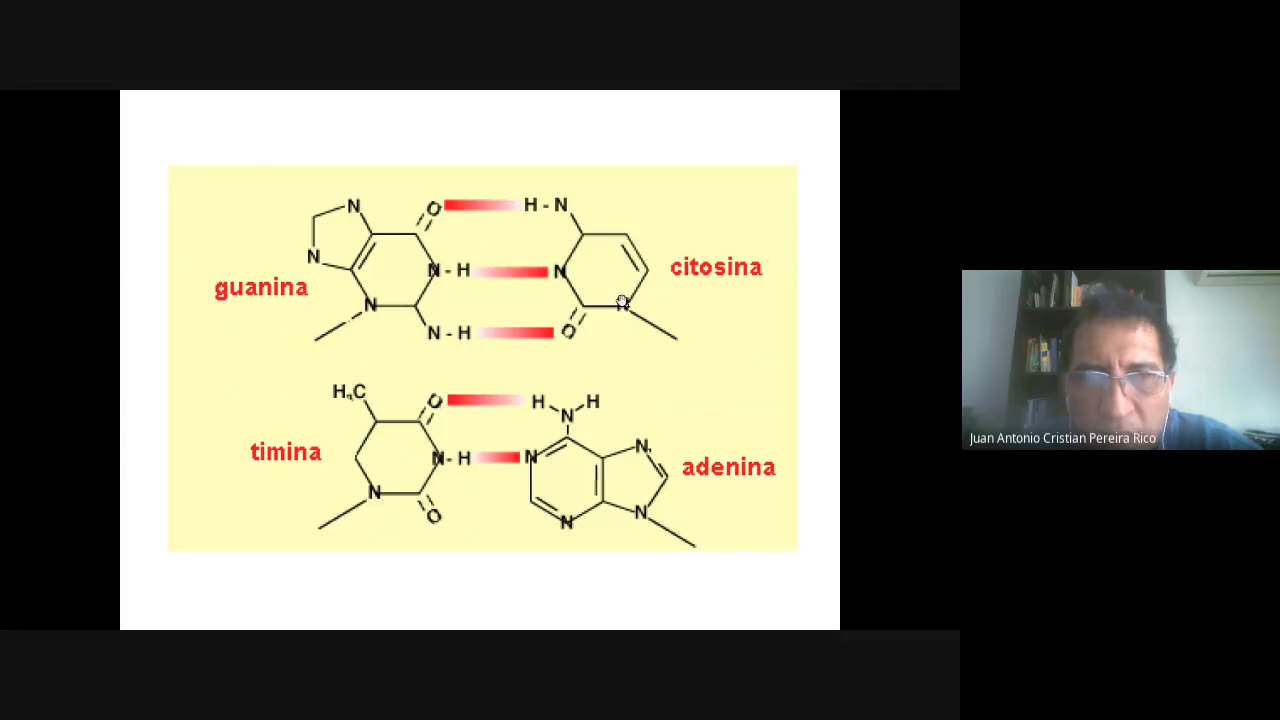 N O H - N
N N - H N citosina
guanina
N N
N - H O
H₃C O H H
N
timina N - H N N adenina
N N
O N
Juan Antonio Cristian Pereira Rico